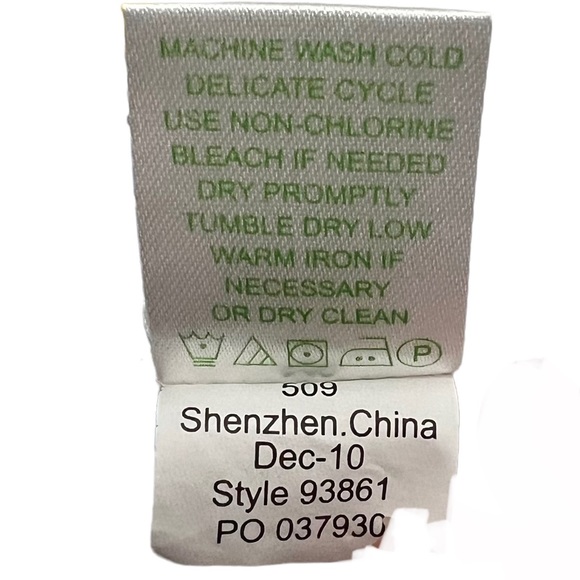 MACHINE WASH COLD
DELICATE CYCLE
USE NON-CHLORINE
BLEACH IF NEEDED
DRY PROMPTLY
TUMBLE DRY LOW
WARM IRON IF
NECESSARY
OR DRY CLEAN
P
509
Shenzhen.China
Dec-10
Style 93861
PO 037930